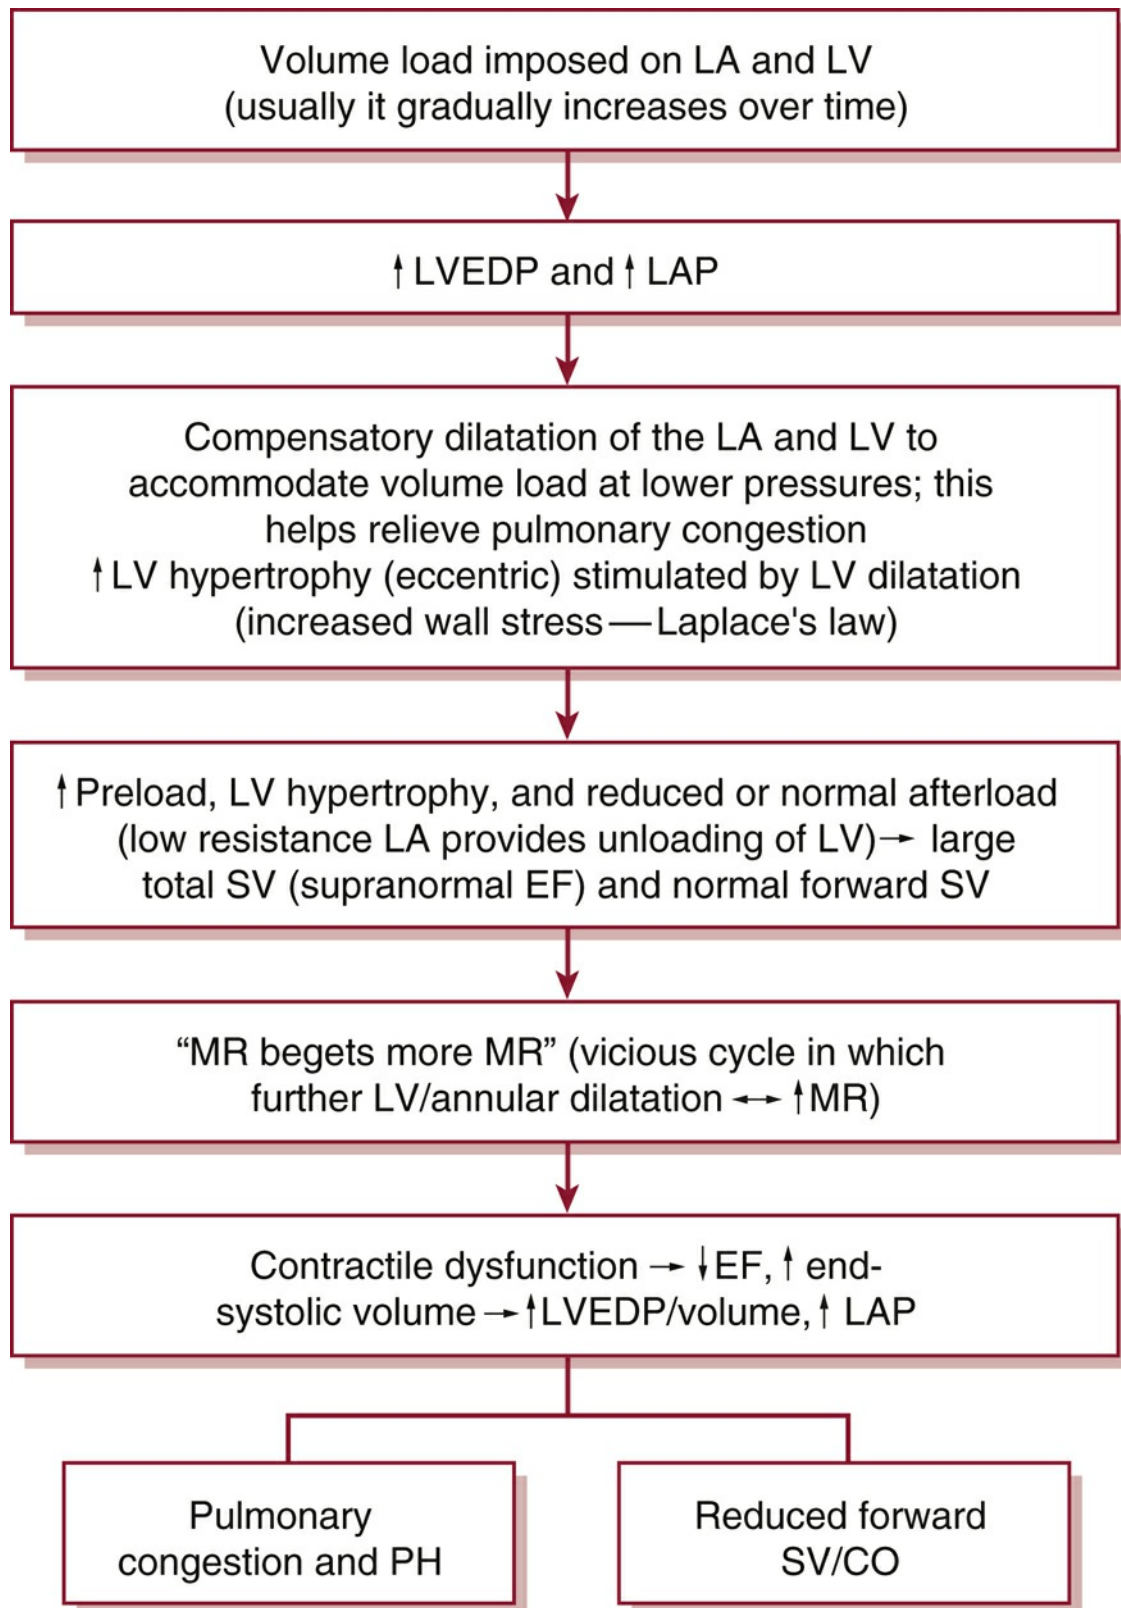 Volume load imposed on LA and LV
(usually it gradually increases over time)
↑LVEDP and ↑ LAP
Compensatory dilatation of the LA and LV to
accommodate volume load at lower pressures; this
helps relieve pulmonary congestion
↑LV hypertrophy (eccentric) stimulated by LV dilatation
(increased wall stress—Laplace's law)
↑Preload, LV hypertrophy, and reduced or normal afterload
(low resistance LA provides unloading of LV)→ large
total SV (supranormal EF) and normal forward SV
“MR begets more MR” (vicious cycle in which
further LV/annular dilatation ↔ ↑MR)
Contractile dysfunction → ↓EF, ↑ end-
systolic volume →↑LVEDP/volume, ↑ LAP
Pulmonary
congestion and PH
Reduced forward
SV/CO